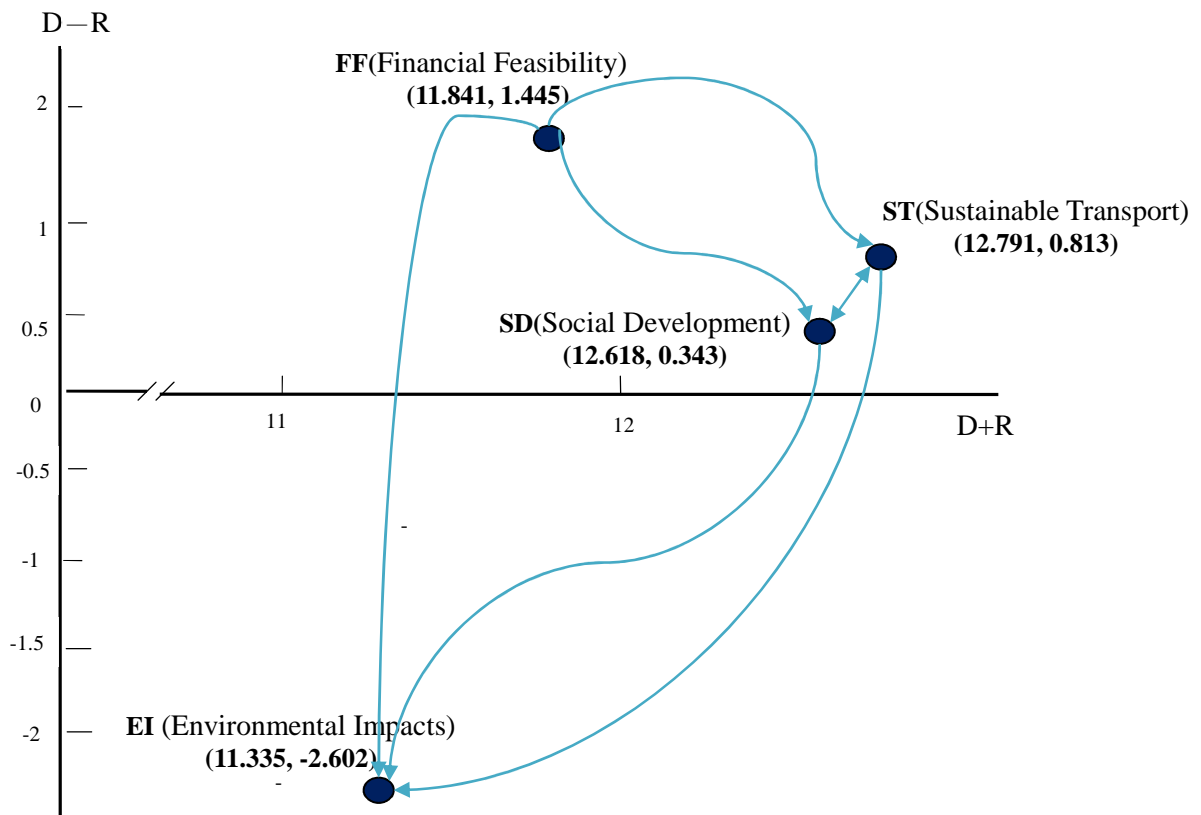 D—R
FF(Financial Feasibility)
(11.841, 1.445)
2
1
ST(Sustainable Transport)
(12.791, 0.813)
0.5
SD(Social Development)
(12.618, 0.343)
0
11
12
D+R
-0.5
-
-1
-1.5
EI (Environmental Impacts)
(11.335, -2.602)
-2
-